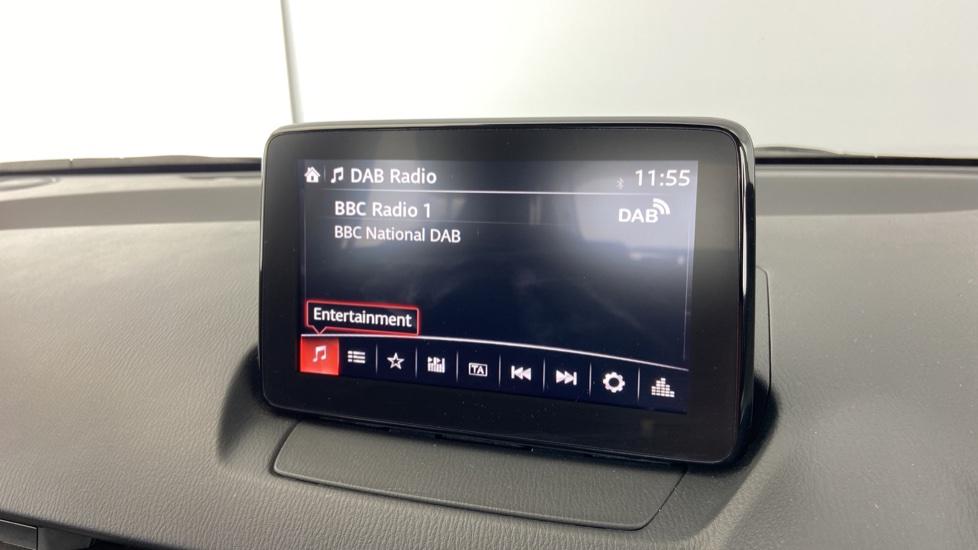 DAB Radio 11:55
BBC Radio 1 DAB
BBC National DAB
Entertainment
TA